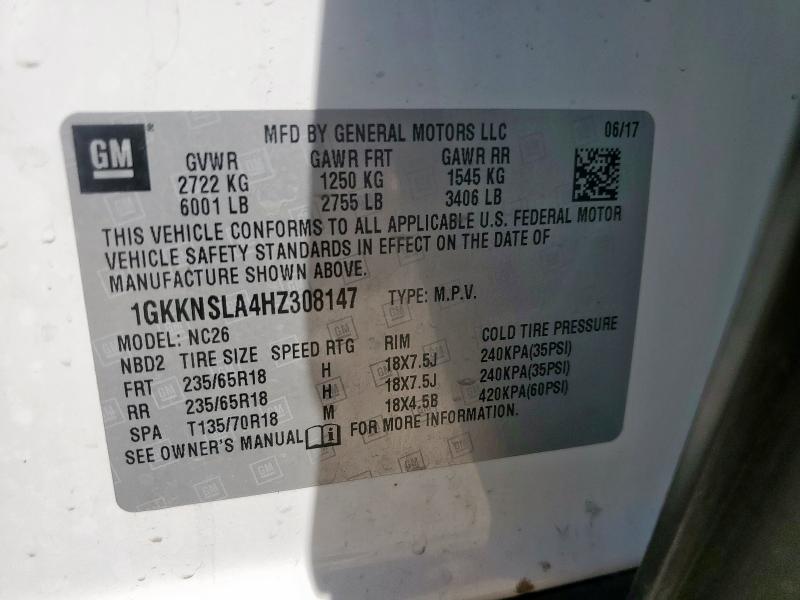 GM
MFD BY GENERAL MOTORS LLC 06/17
GVWR GAWR FRT GAWR RR
2722 KG 1250 KG 1545 KG
6001 LB 2755 LB 3406 LB
THIS VEHICLE CONFORMS TO ALL APPLICABLE U.S. FEDERAL MOTOR
VEHICLE SAFETY STANDARDS IN EFFECT ON THE DATE OF
MANUFACTURE SHOWN ABOVE.
1GKKNSLA4HZ308147 TYPE: M.P.V.
MODEL: NC26
NBD2 TIRE SIZE SPEED RTG RIM COLD TIRE PRESSURE
FRT 235/65R18 H 18X7.5J 240KPA(35PSI)
RR 235/65R18 H 18X7.5J 240KPA(35PSI)
SPA T135/70R18 M 18X4.5B 420KPA(60PSI)
SEE OWNER'S MANUAL FOR MORE INFORMATION.